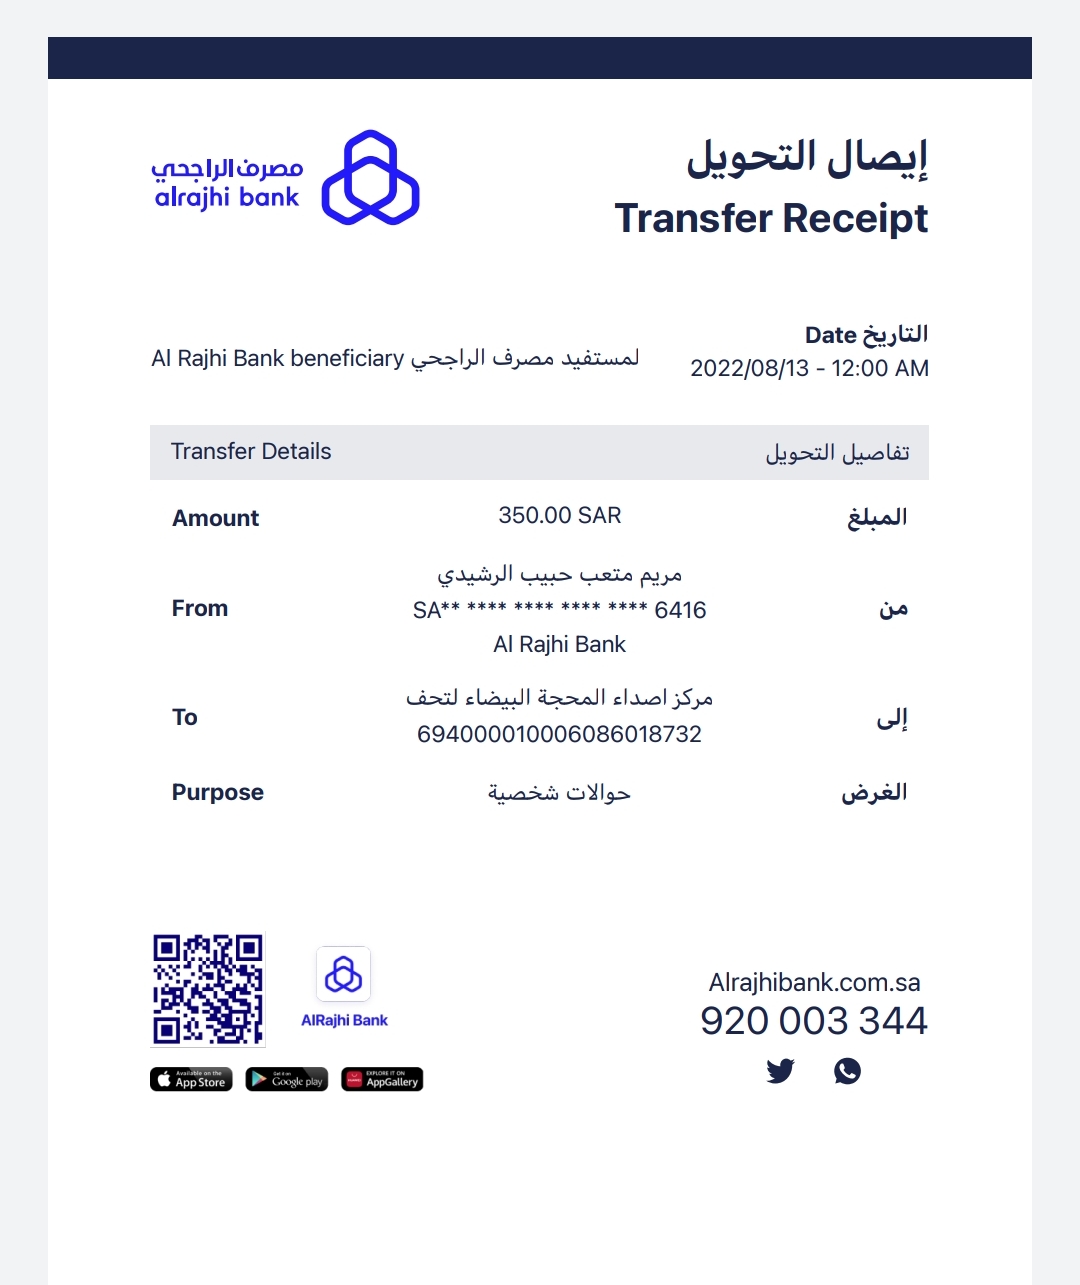 مصرف الراجحي
alrajhi bank
إيصال التحويل
Transfer Receipt
التاريخ Date
2022/08/13 - 12:00 AM
لمستفيد مصرف الراجحي Al Rajhi Bank beneficiary
Transfer Details تفاصيل التحويل
Amount 350.00 SAR المبلغ
مريم متعب حبيب الرشيدي
From SA** **** **** **** **** 6416 من
Al Rajhi Bank
مركز اصداء المحجة البيضاء لتحف
To 694000010006086018732 إلى
Purpose حوالات شخصية الغرض
AlRajhi Bank
Available on the
App Store
Get it on
Google play
EXPLORE IT ON
AppGallery
Alrajhibank.com.sa
920 003 344